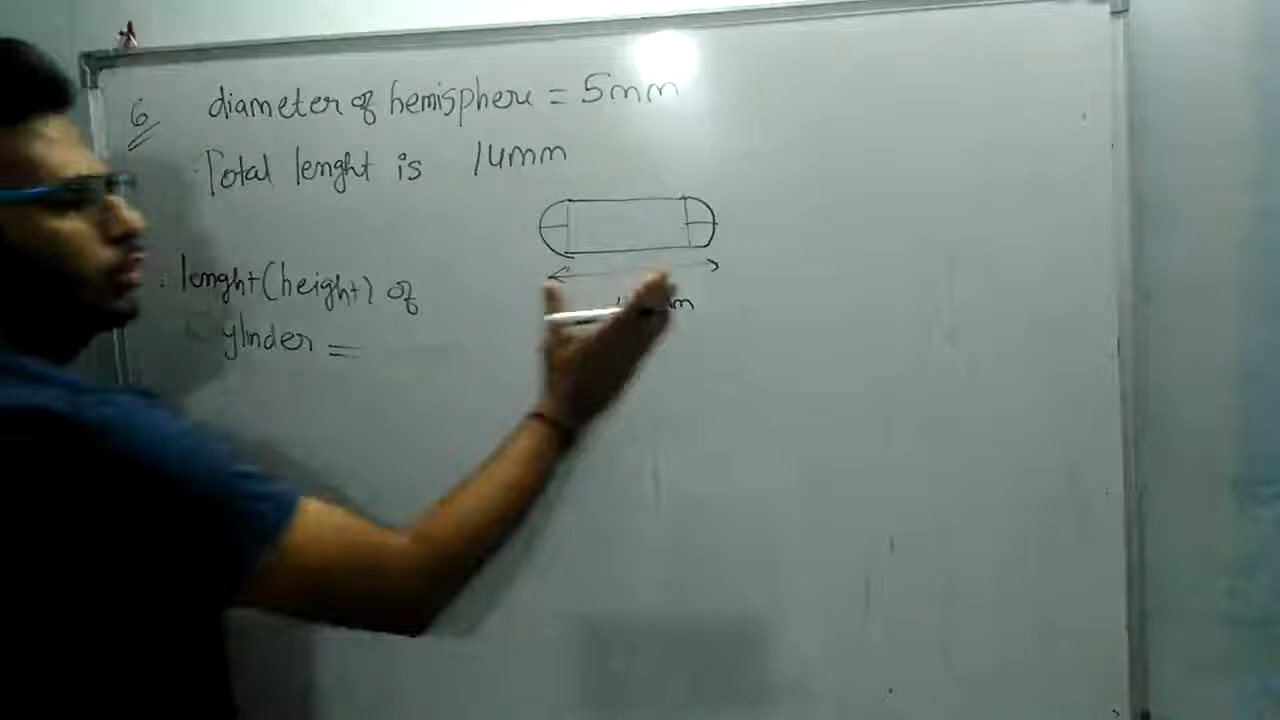 6 diameter of hemisphere = 5mm
Total lenght is 14mm
lenght (height) of
ylinder =